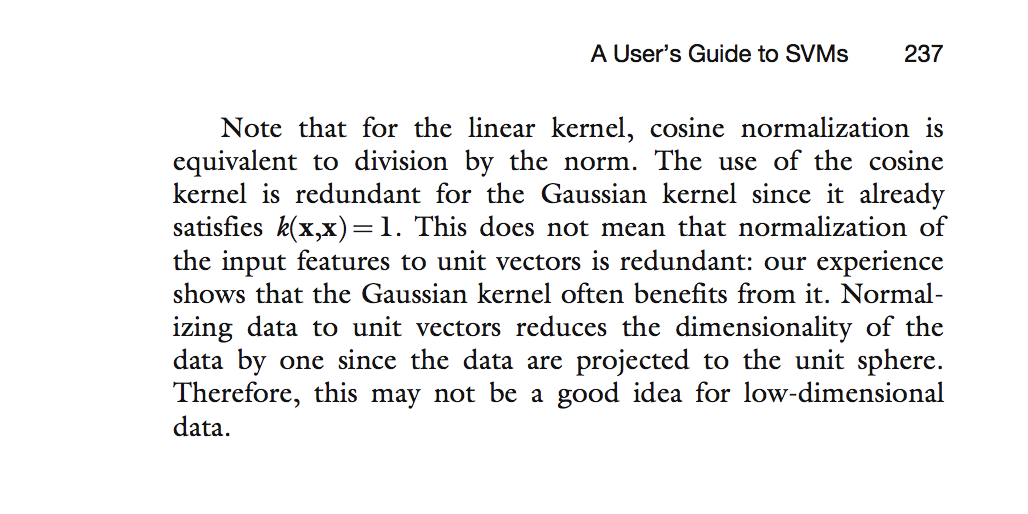 A User's Guide to SVMs 237
Note that for the linear kernel, cosine normalization is
equivalent to division by the norm. The use of the cosine
kernel is redundant for the Gaussian kernel since it already
satisfies k(x,x)=1. This does not mean that normalization of
the input features to unit vectors is redundant: our experience
shows that the Gaussian kernel often benefits from it. Normal-
izing data to unit vectors reduces the dimensionality of the
data by one since the data are projected to the unit sphere.
Therefore, this may not be a good idea for low-dimensional
data.